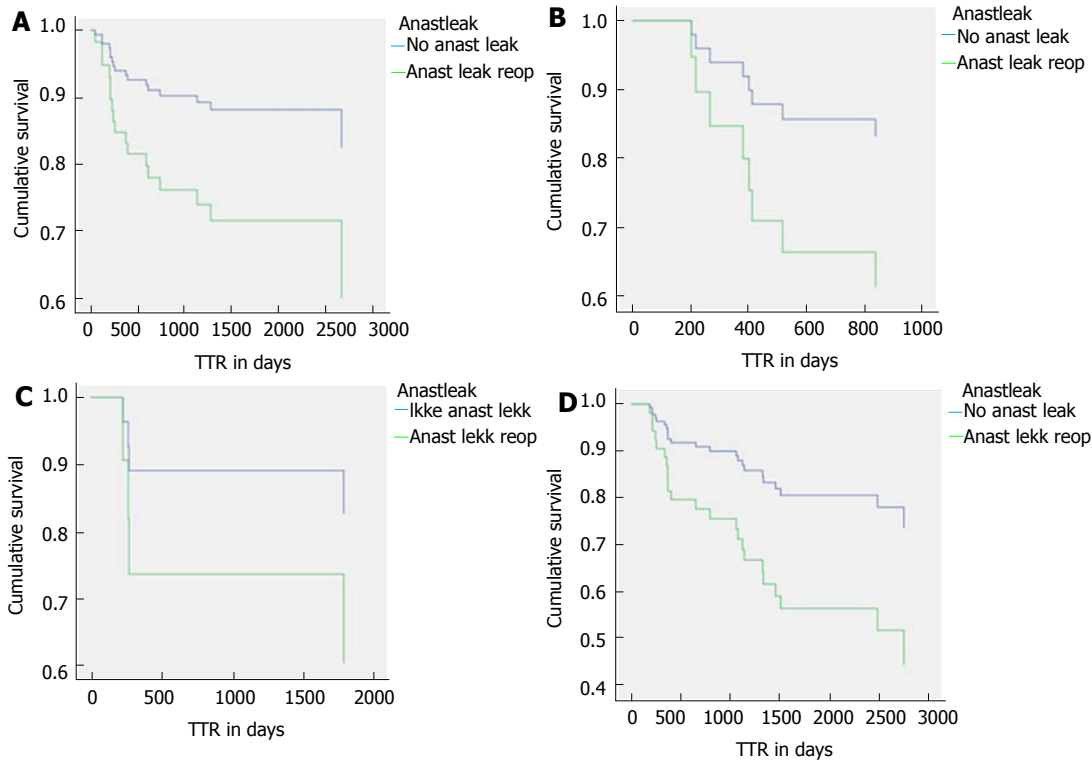 A
Anastleak
No anast leak
Anast leak reop
Cumulative survival
1.0
0.9
0.8
0.7
0.6
0 500 1000 1500 2000 2500 3000
TTR in days
B
Anastleak
No anast leak
Anast leak reop
Cumulative survival
1.0
0.9
0.8
0.7
0.6
0 200 400 600 800 1000
TTR in days
C
Anastleak
Ikke anast lekk
Anast lekk reop
Cumulative survival
1.0
0.9
0.8
0.7
0.6
0 500 1000 1500 2000
TTR in days
D
Anastleak
No anast leak
Anast lekk reop
Cumulative survival
1.0
0.9
0.8
0.7
0.6
0.5
0.4
0 500 1000 1500 2000 2500 3000
TTR in days